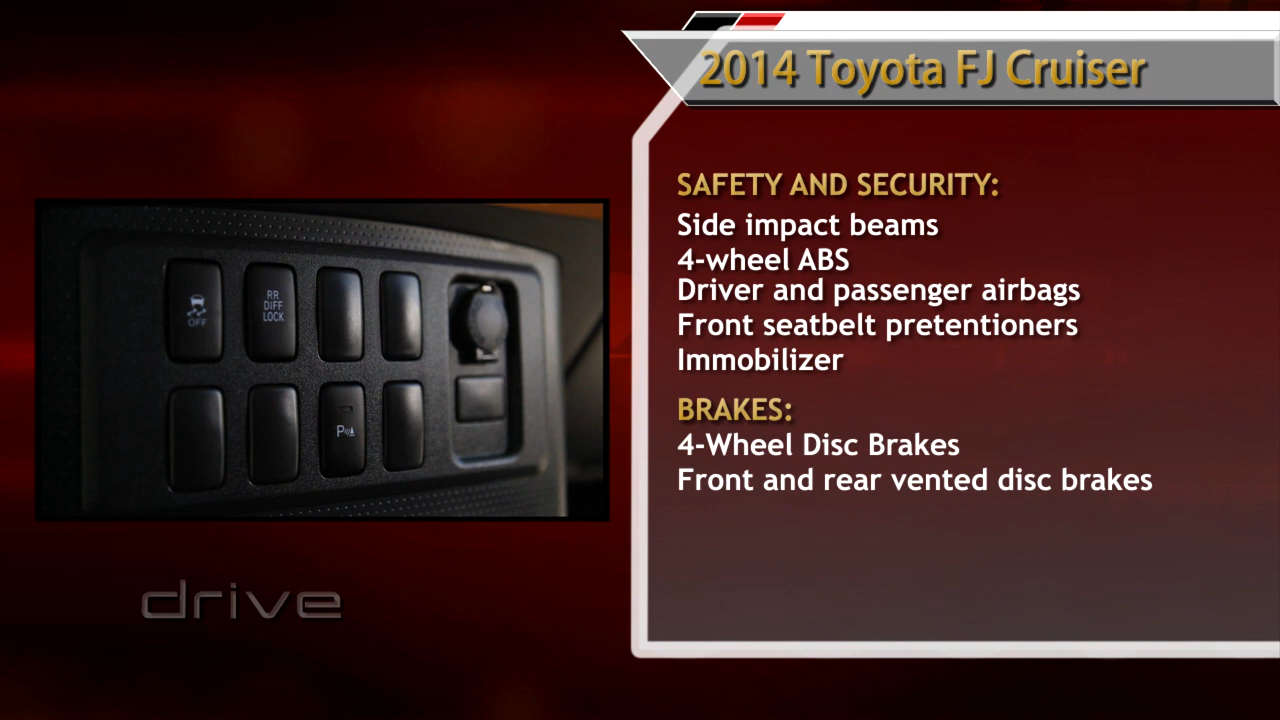 2014 Toyota FJ Cruiser
SAFETY AND SECURITY:
Side impact beams
4-wheel ABS
Driver and passenger airbags
Front seatbelt pretentioners
Immobilizer
BRAKES:
4-Wheel Disc Brakes
Front and rear vented disc brakes
OFF
RR
DIFF
LOCK
P
drive